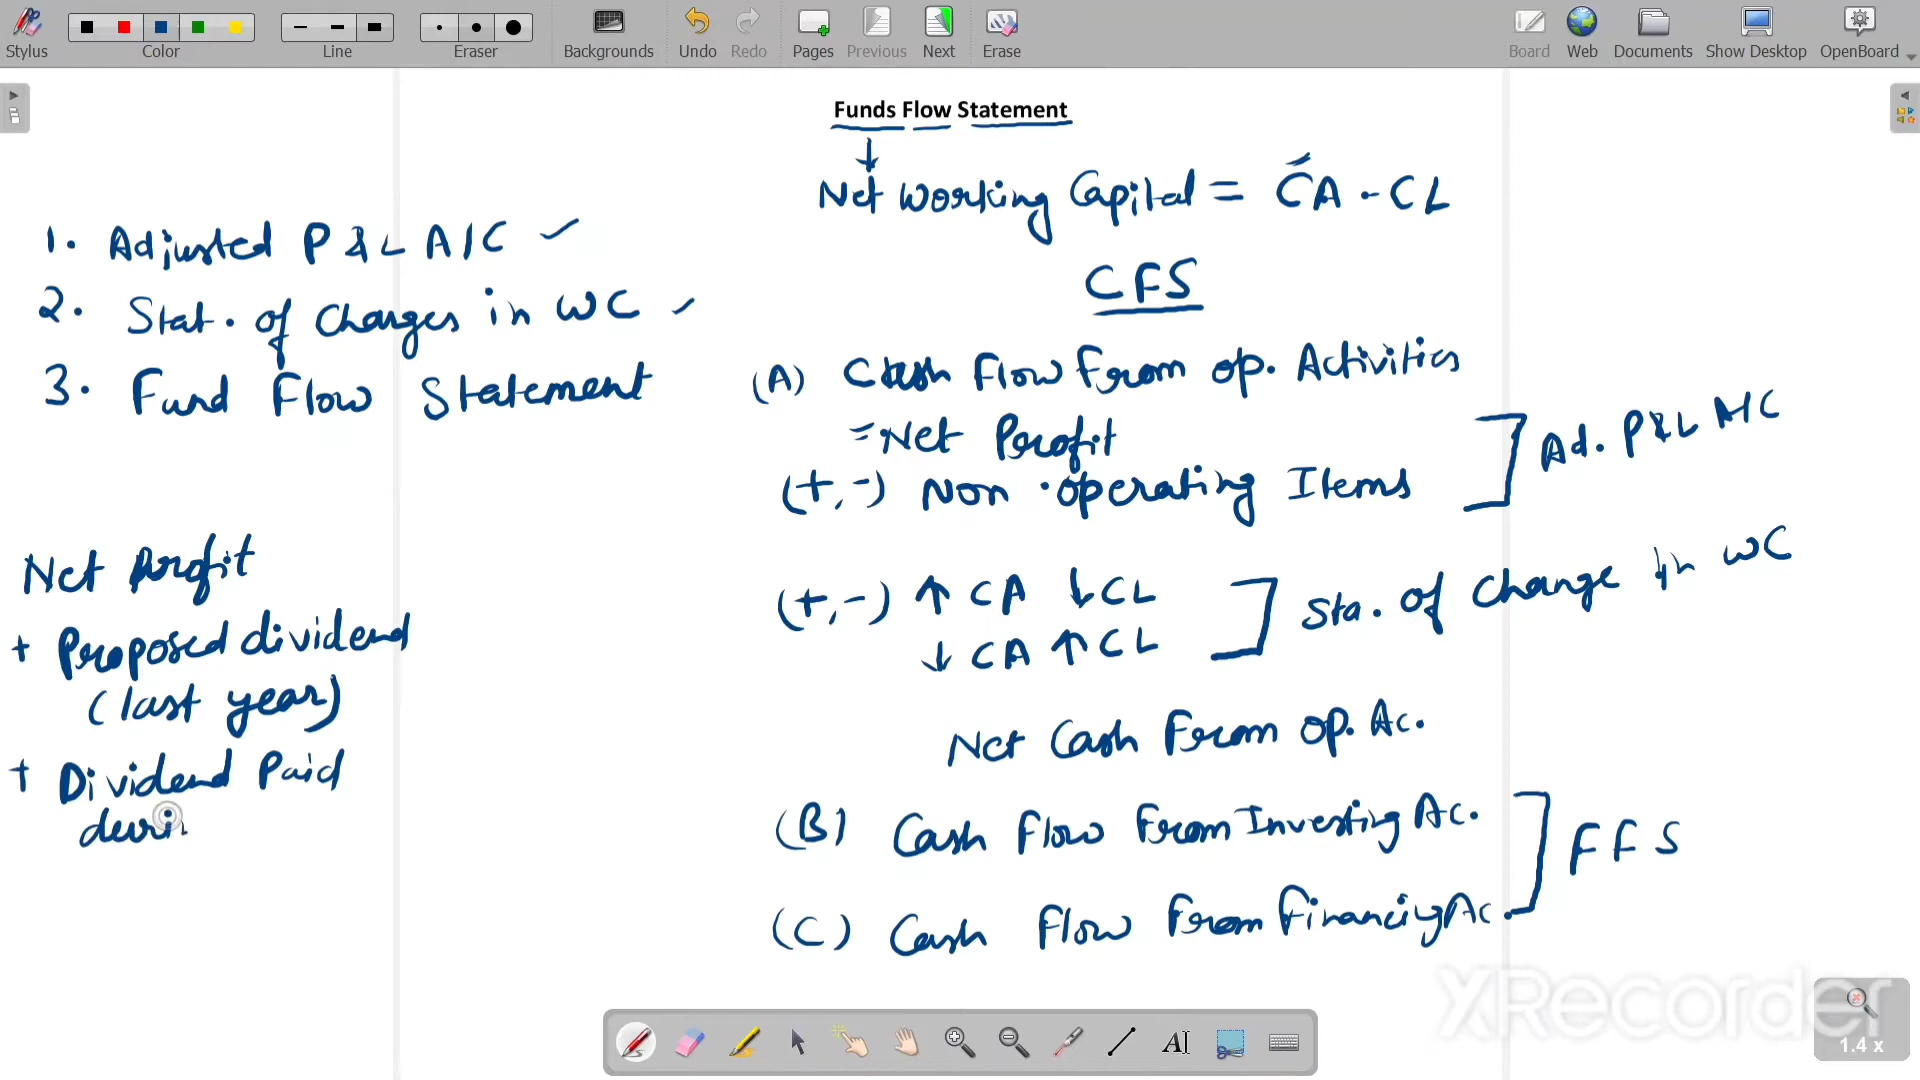 Stylus
Color
Line
Eraser
Backgrounds
Undo
Redo
Pages
Previous
Next
Erase
Board
Web
Documents
Show Desktop
OpenBoard
Funds Flow Statement
Net Working Capital = CA - CL
1. Adjusted P&L A/C ✓
2. Stat. of Changes in WC ✓
3. Fund Flow Statement
CFS
(A) Cash Flow From op. Activities
= Net Profit
(+,-) Non operating Items
Ad. P&L A/C
(+,-) ↑ CA ↓ CL
↓ CA ↑ CL
Sta. of Change in WC
Net Cash From op. Ac.
(B) Cash Flow From Investing Ac.
(C) Cash Flow From Financing Ac.
FFS
Net profit
+ Proposed dividend
(last year)
+ Dividend Paid
duri
XRecorder
1.4 x